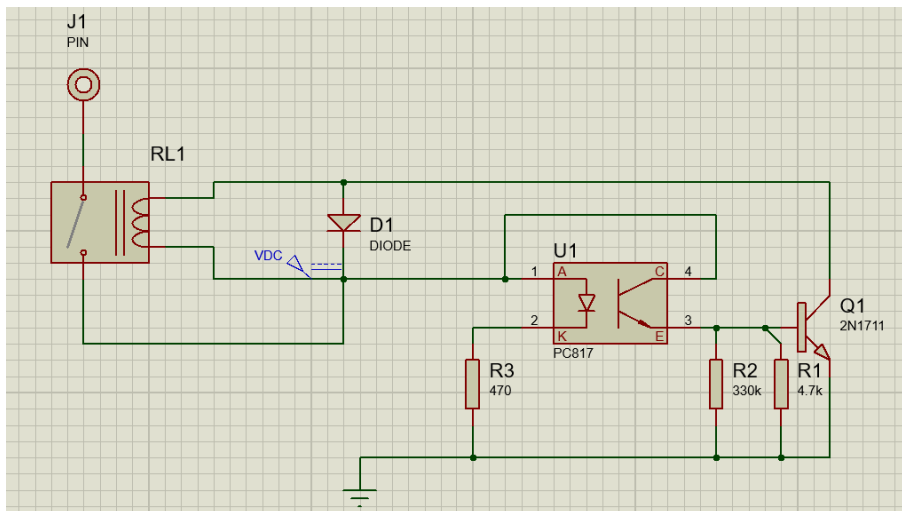 J1
PIN
RL1
D1
DIODE
VDC
U1
1
A
C
4
2
K
E
3
PC817
Q1
2N1711
R3
470
R2
330k
R1
4.7k